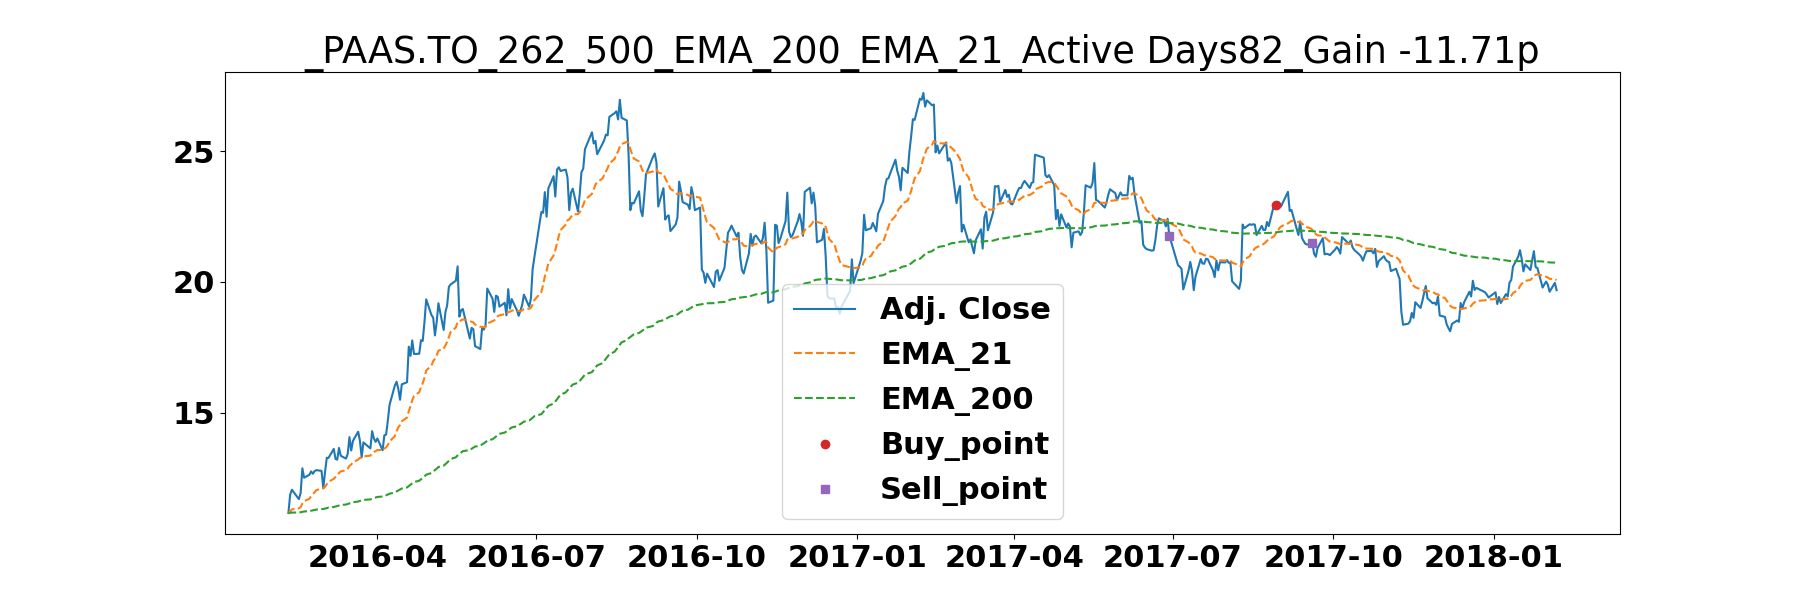 _PAAS.TO_262_500_EMA_200_EMA_21_Active Days82_Gain -11.71p
25
20
15
Adj. Close
EMA_21
EMA_200
Buy_point
Sell_point
2016-04 2016-07 2016-10 2017-01 2017-04 2017-07 2017-10 2018-01